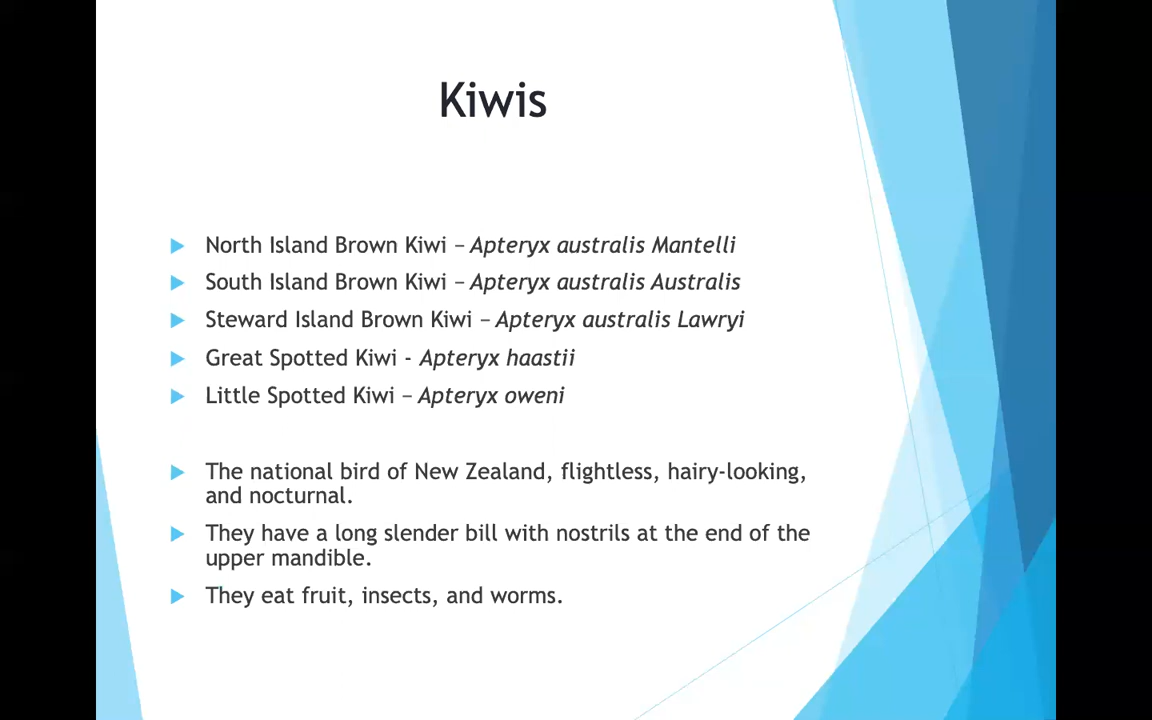 Kiwis
North Island Brown Kiwi – Apteryx australis Mantelli
South Island Brown Kiwi – Apteryx australis Australis
Steward Island Brown Kiwi – Apteryx australis Lawryi
Great Spotted Kiwi - Apteryx haastii
Little Spotted Kiwi – Apteryx oweni
The national bird of New Zealand, flightless, hairy-looking,
and nocturnal.
They have a long slender bill with nostrils at the end of the
upper mandible.
They eat fruit, insects, and worms.